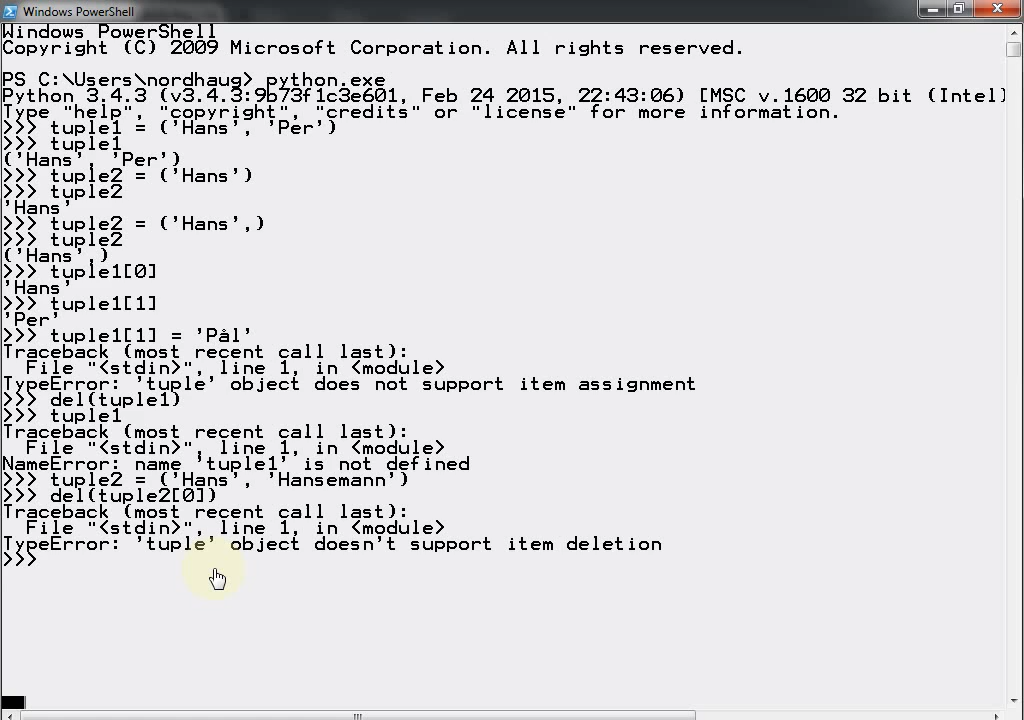 Windows PowerShell
Windows PowerShell
Copyright (C) 2009 Microsoft Corporation. All rights reserved.
PS C:\Users\nordhaug> python.exe
Python 3.4.3 (v3.4.3:9b73f1c3e601, Feb 24 2015, 22:43:06) [MSC v.1600 32 bit (Intel)
Type "help", "copyright", "credits" or "license" for more information.
>>> tuple1 = ('Hans', 'Per')
>>> tuple1
('Hans', 'Per')
>>> tuple2 = ('Hans')
>>> tuple2
'Hans'
>>> tuple2 = ('Hans',)
>>> tuple2
('Hans',)
>>> tuple1[0]
'Hans'
>>> tuple1[1]
'Per'
>>> tuple1[1] = 'Pål'
Traceback (most recent call last):
  File "<stdin>", line 1, in <module>
TypeError: 'tuple' object does not support item assignment
>>> del(tuple1)
>>> tuple1
Traceback (most recent call last):
  File "<stdin>", line 1, in <module>
NameError: name 'tuple1' is not defined
>>> tuple2 = ('Hans', 'Hansemann')
>>> del(tuple2[0])
Traceback (most recent call last):
  File "<stdin>", line 1, in <module>
TypeError: 'tuple' object doesn't support item deletion
>>>